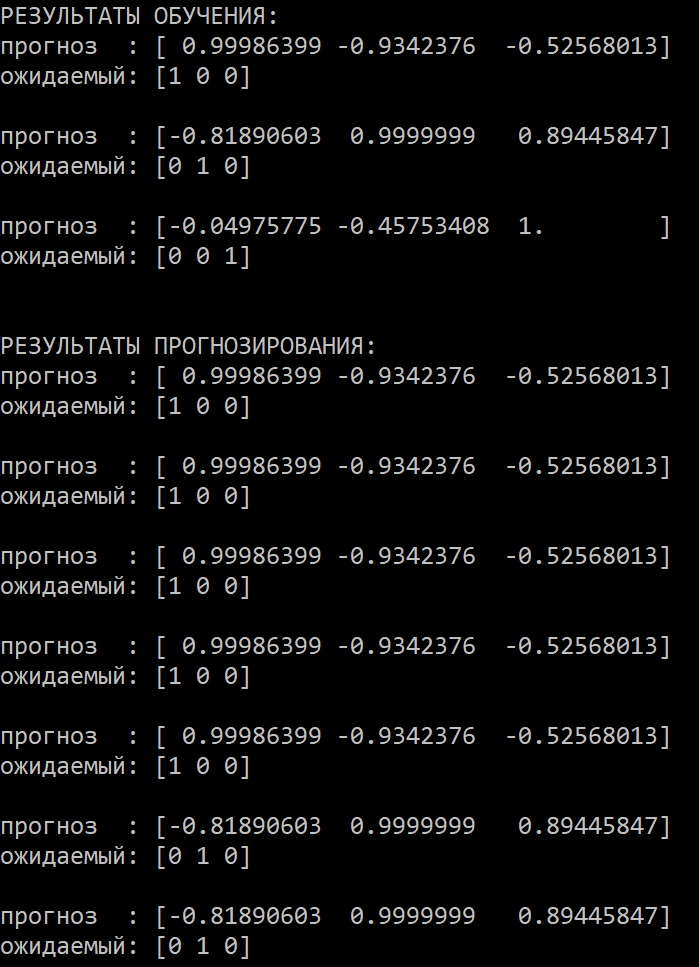 РЕЗУЛЬТАТЫ ОБУЧЕНИЯ:
прогноз  : [ 0.99986399 -0.9342376  -0.52568013]
ожидаемый: [1 0 0]
прогноз  : [-0.81890603  0.9999999   0.89445847]
ожидаемый: [0 1 0]
прогноз  : [-0.04975775 -0.45753408  1.        ]
ожидаемый: [0 0 1]
РЕЗУЛЬТАТЫ ПРОГНОЗИРОВАНИЯ:
прогноз  : [ 0.99986399 -0.9342376  -0.52568013]
ожидаемый: [1 0 0]
прогноз  : [ 0.99986399 -0.9342376  -0.52568013]
ожидаемый: [1 0 0]
прогноз  : [ 0.99986399 -0.9342376  -0.52568013]
ожидаемый: [1 0 0]
прогноз  : [ 0.99986399 -0.9342376  -0.52568013]
ожидаемый: [1 0 0]
прогноз  : [ 0.99986399 -0.9342376  -0.52568013]
ожидаемый: [1 0 0]
прогноз  : [-0.81890603  0.9999999   0.89445847]
ожидаемый: [0 1 0]
прогноз  : [-0.81890603  0.9999999   0.89445847]
ожидаемый: [0 1 0]